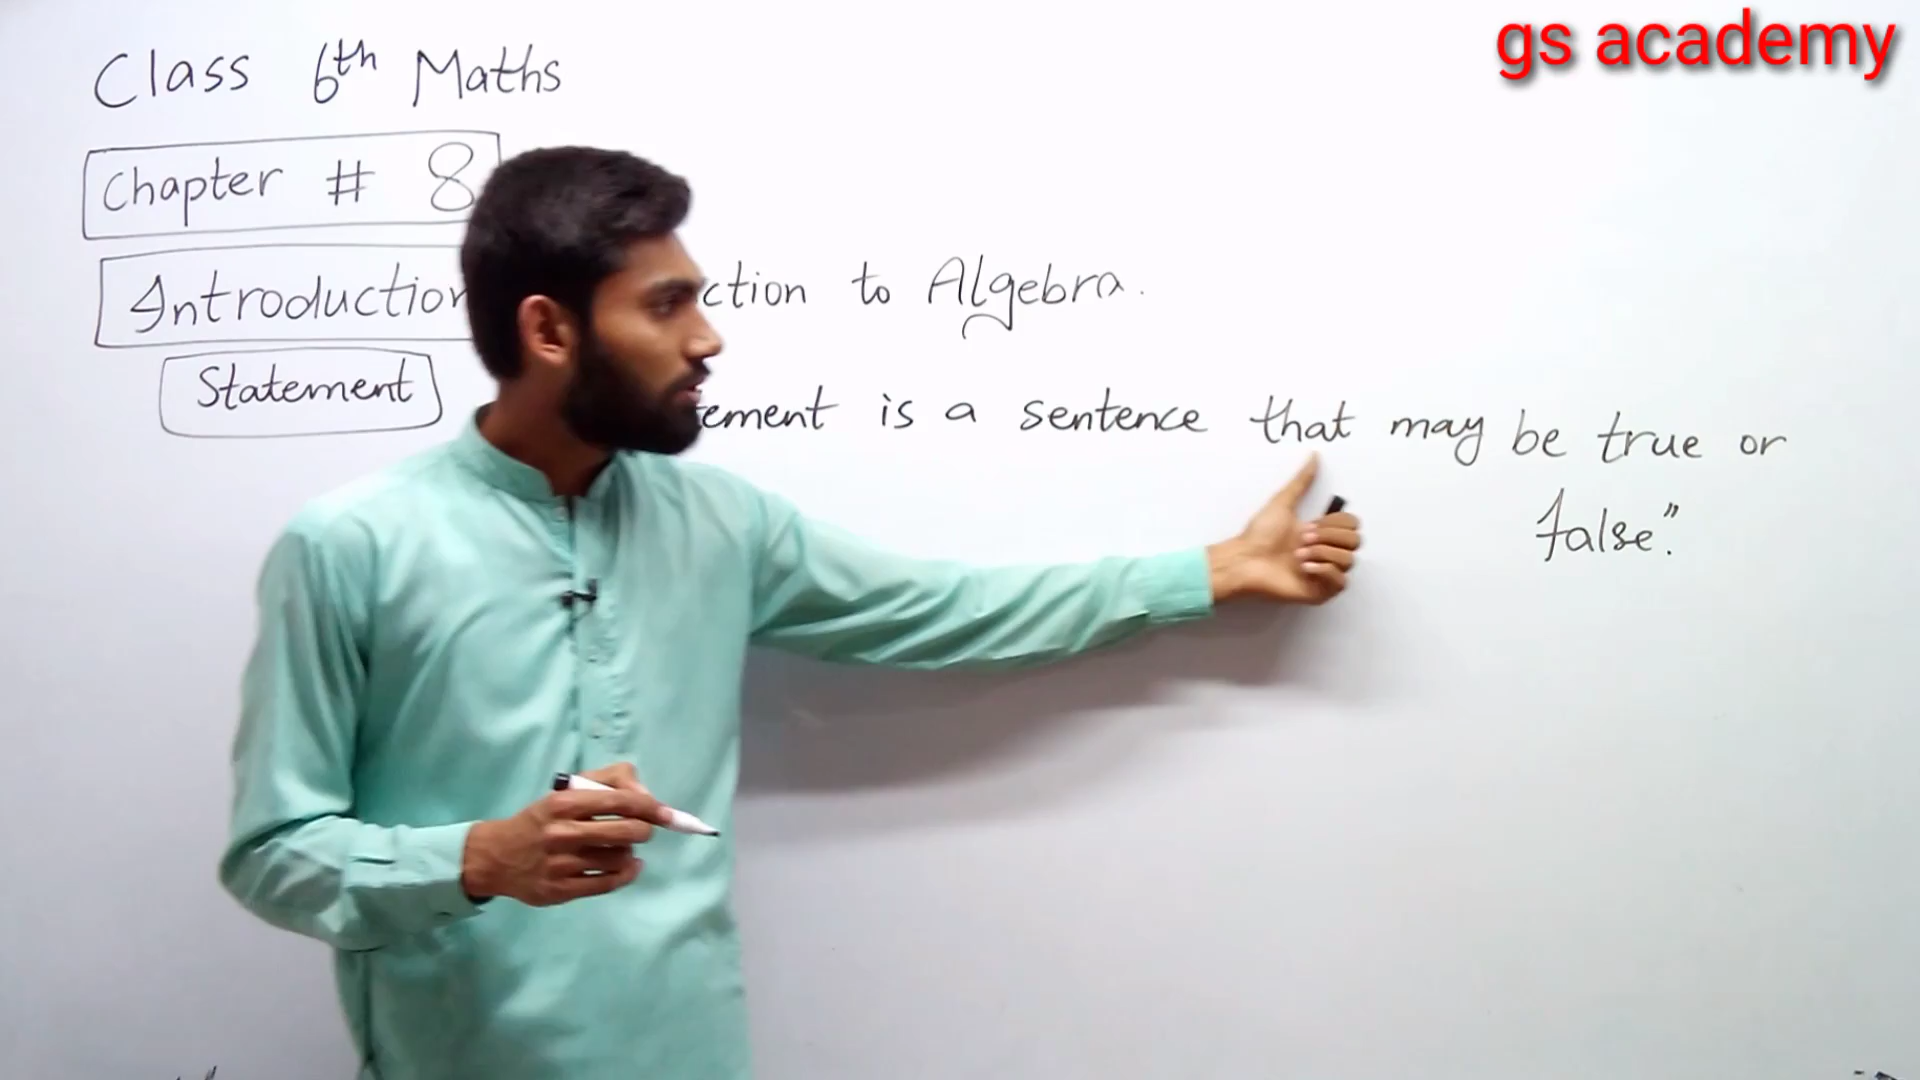 gs academy
Class 6th Maths
Chapter # 8
Introduction ction to Algebra.
Statement ement is a sentence that may be true or
false".